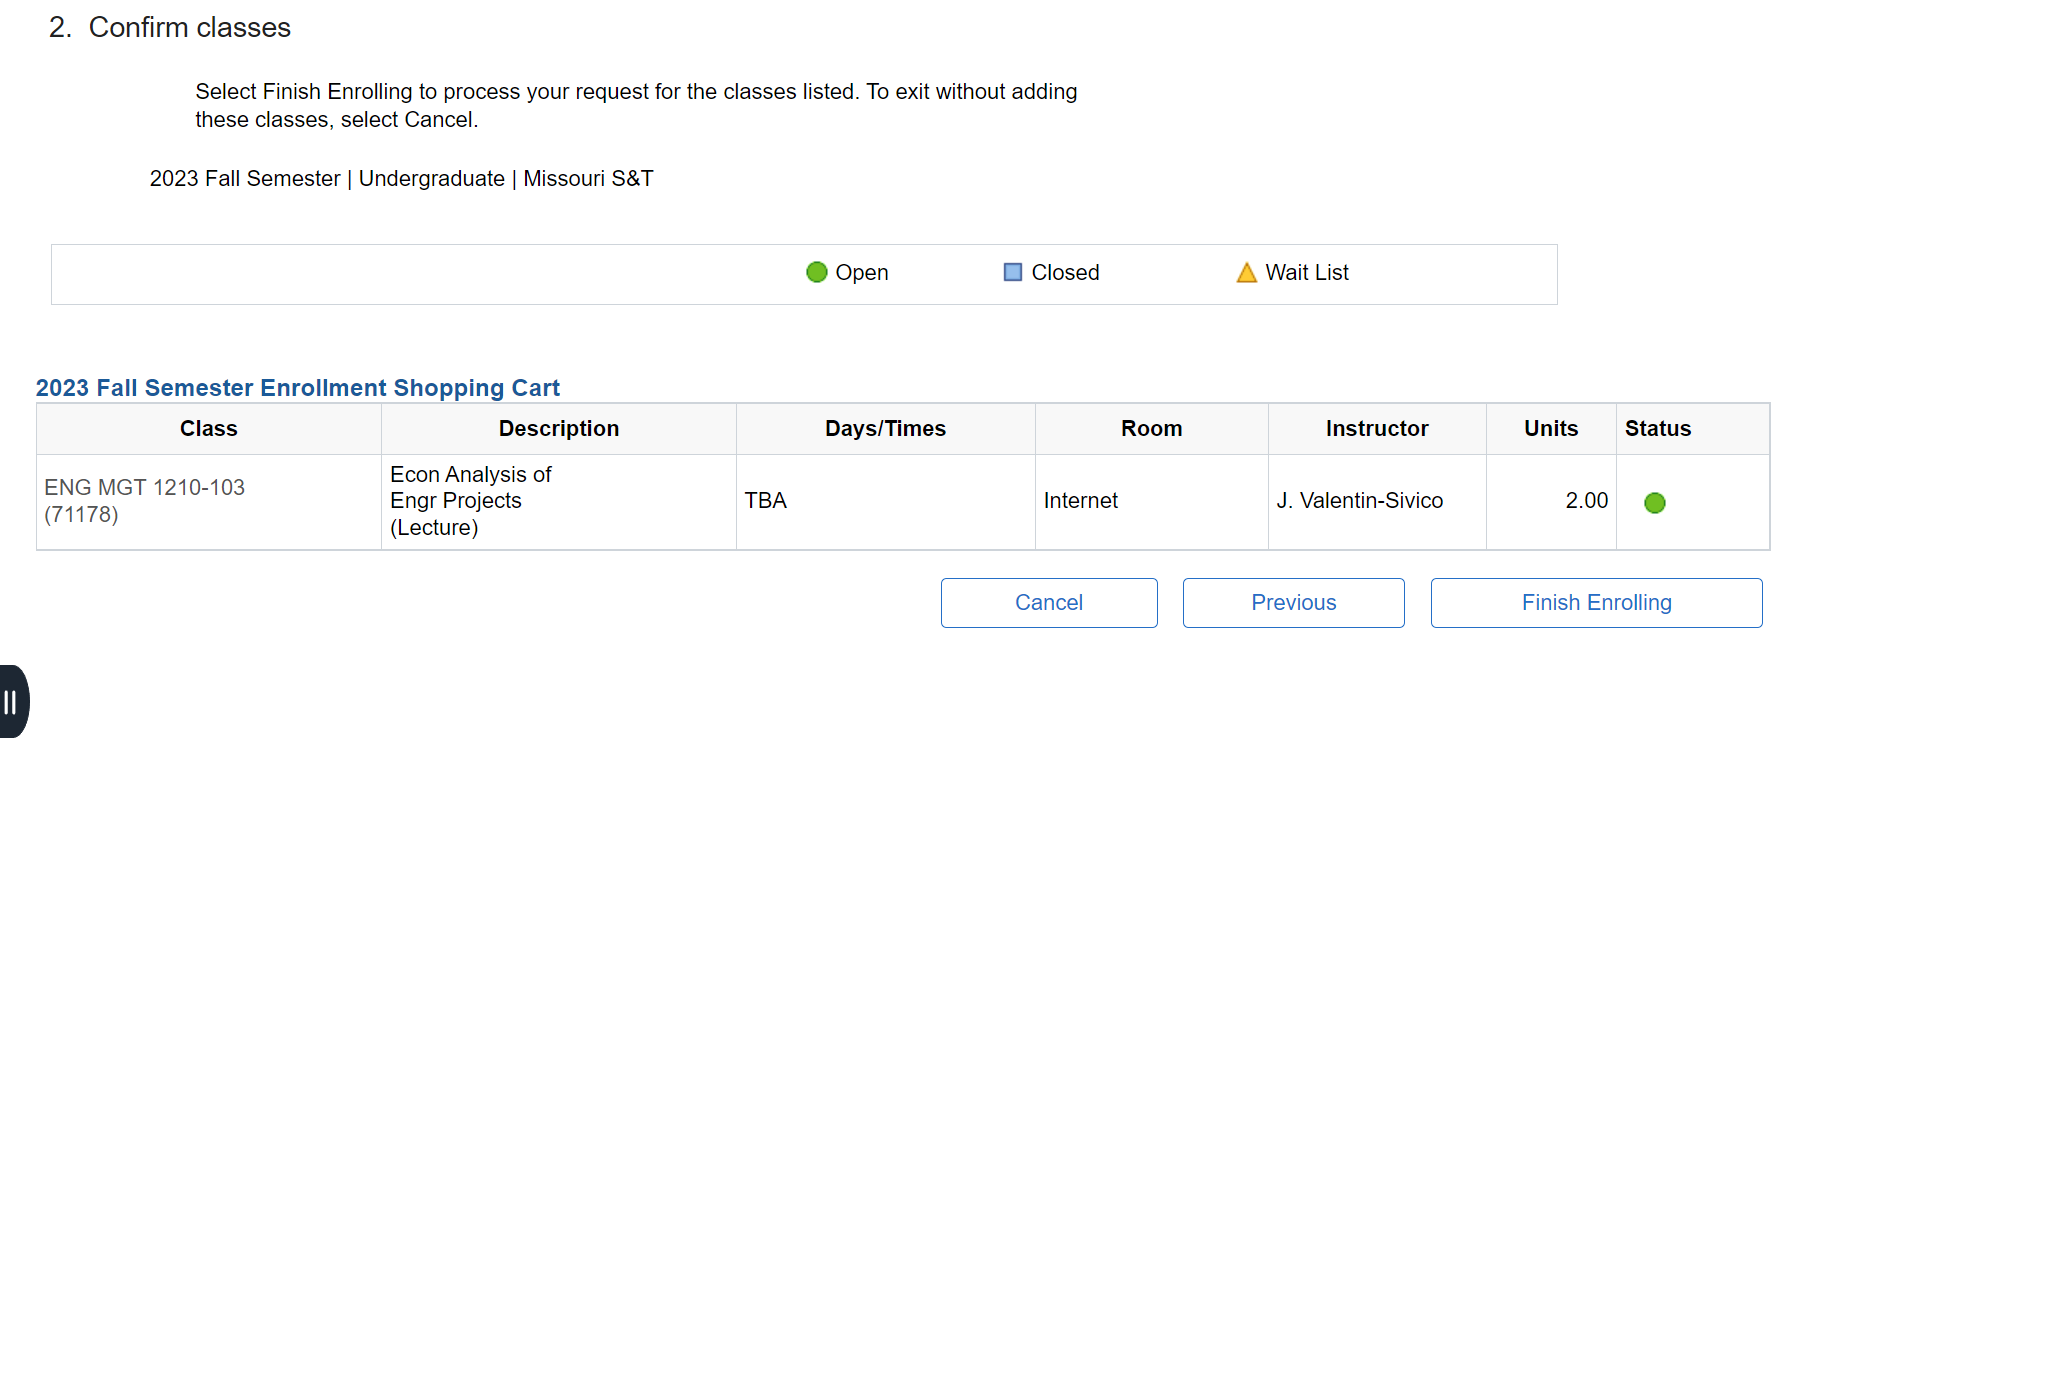 2. Confirm classes
Select Finish Enrolling to process your request for the classes listed. To exit without adding
these classes, select Cancel.
2023 Fall Semester | Undergraduate | Missouri S&T
Open Closed Wait List
2023 Fall Semester Enrollment Shopping Cart
Class Description Days/Times Room Instructor Units Status
ENG MGT 1210-103
(71178)
Econ Analysis of
Engr Projects
(Lecture)
TBA
Internet
J. Valentin-Sivico
2.00
Cancel Previous Finish Enrolling